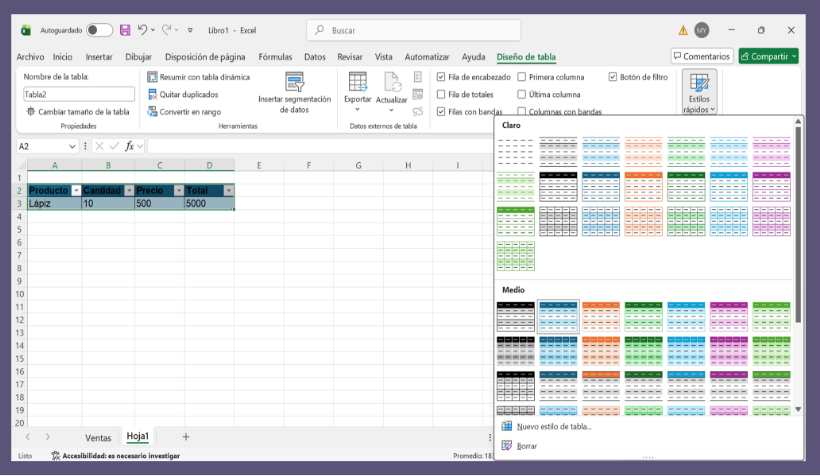 Autoguardado
Libro1 - Excel
Buscar
MY
Archivo Inicio Insertar Dibujar Disposición de página Fórmulas Datos Revisar Vista Automatizar Ayuda Diseño de tabla
Comentarios
Compartir
Nombre de la tabla:
Tabla2
Cambiar tamaño de la tabla
Propiedades
Resumir con tabla dinámica
Quitar duplicados
Convertir en rango
Insertar segmentación
de datos
Herramientas
Exportar
Actualizar
Datos externos de tabla
Fila de encabezado
Primera columna
Botón de filtro
Fila de totales
Última columna
Filas con bandas
Columnas con bandas
Estilos
rápidos
A2
fx
A B C D E F G H I
1
2 Producto Cantidad Precio Total
3 Lápiz 10 500 5000
4
5
6
7
8
9
10
11
12
13
14
15
16
17
18
19
20
Claro
Medio
Nuevo estilo de tabla...
Borrar
Ventas Hoja1
Listo
Accesibilidad: es necesario investigar
Promedio: